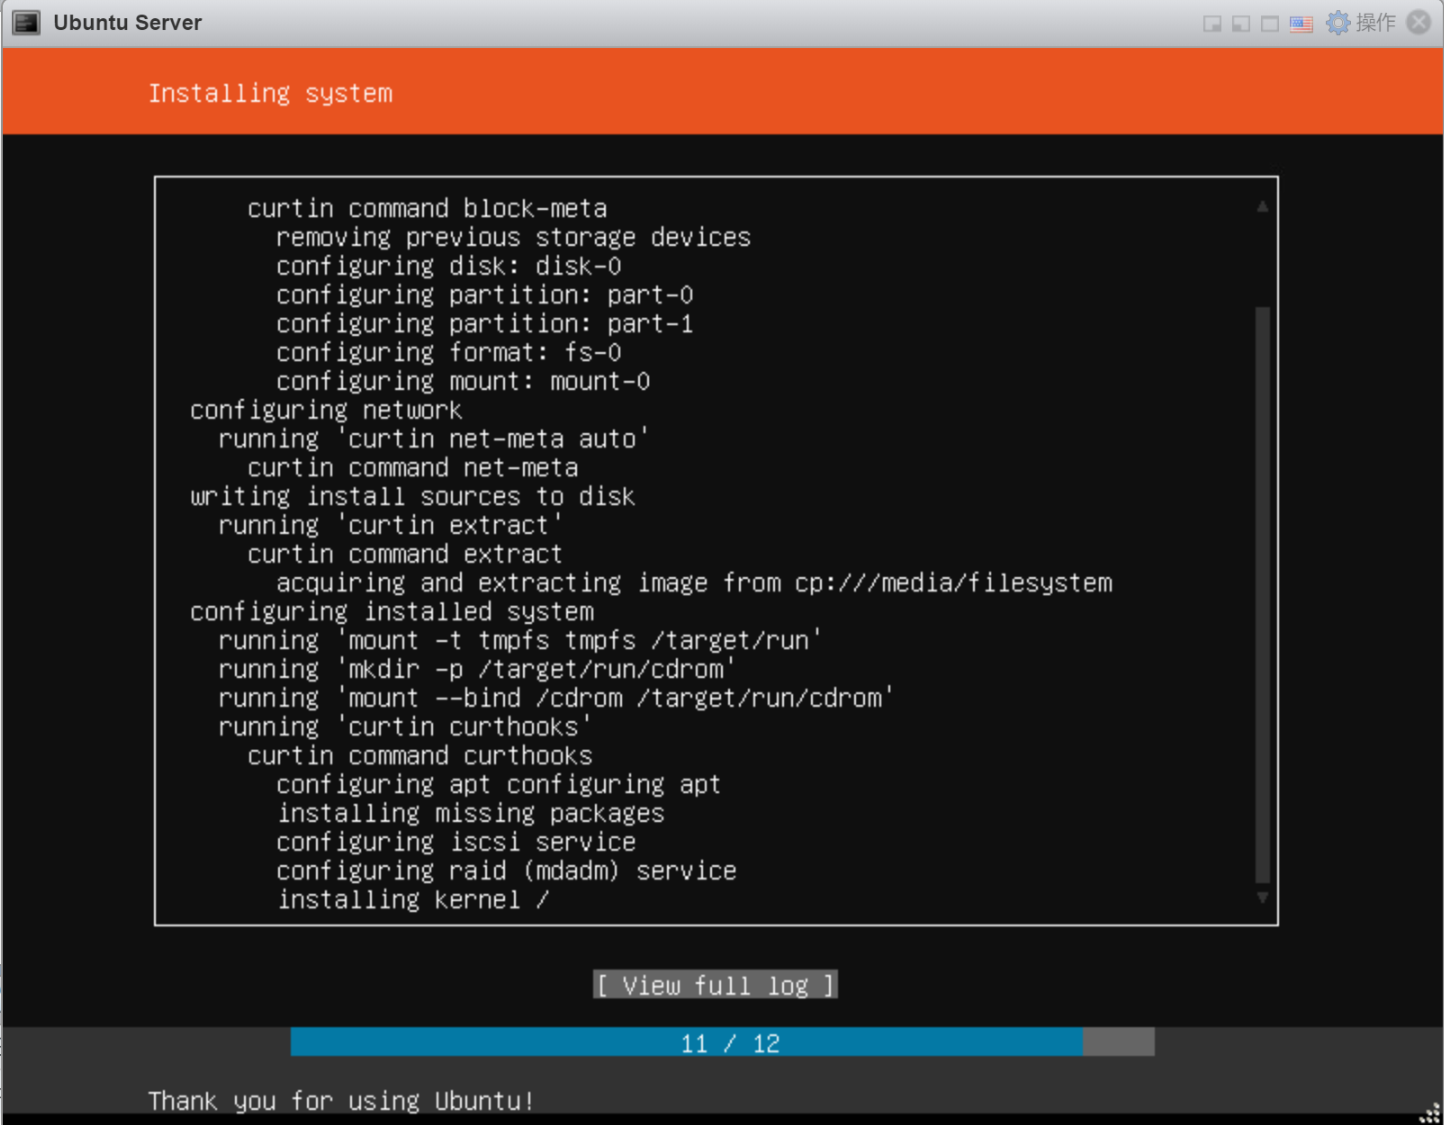 Ubuntu Server
操作
Installing system
curtin command block-meta
removing previous storage devices
configuring disk: disk-0
configuring partition: part-0
configuring partition: part-1
configuring format: fs-0
configuring mount: mount-0
configuring network
running 'curtin net-meta auto'
curtin command net-meta
writing install sources to disk
running 'curtin extract'
curtin command extract
acquiring and extracting image from cp:///media/filesystem
configuring installed system
running 'mount -t tmpfs tmpfs /target/run'
running 'mkdir -p /target/run/cdrom'
running 'mount --bind /cdrom /target/run/cdrom'
running 'curtin curthooks'
curtin command curthooks
configuring apt configuring apt
installing missing packages
configuring iscsi service
configuring raid (mdadm) service
installing kernel /
[ View full log ]
11 / 12
Thank you for using Ubuntu!